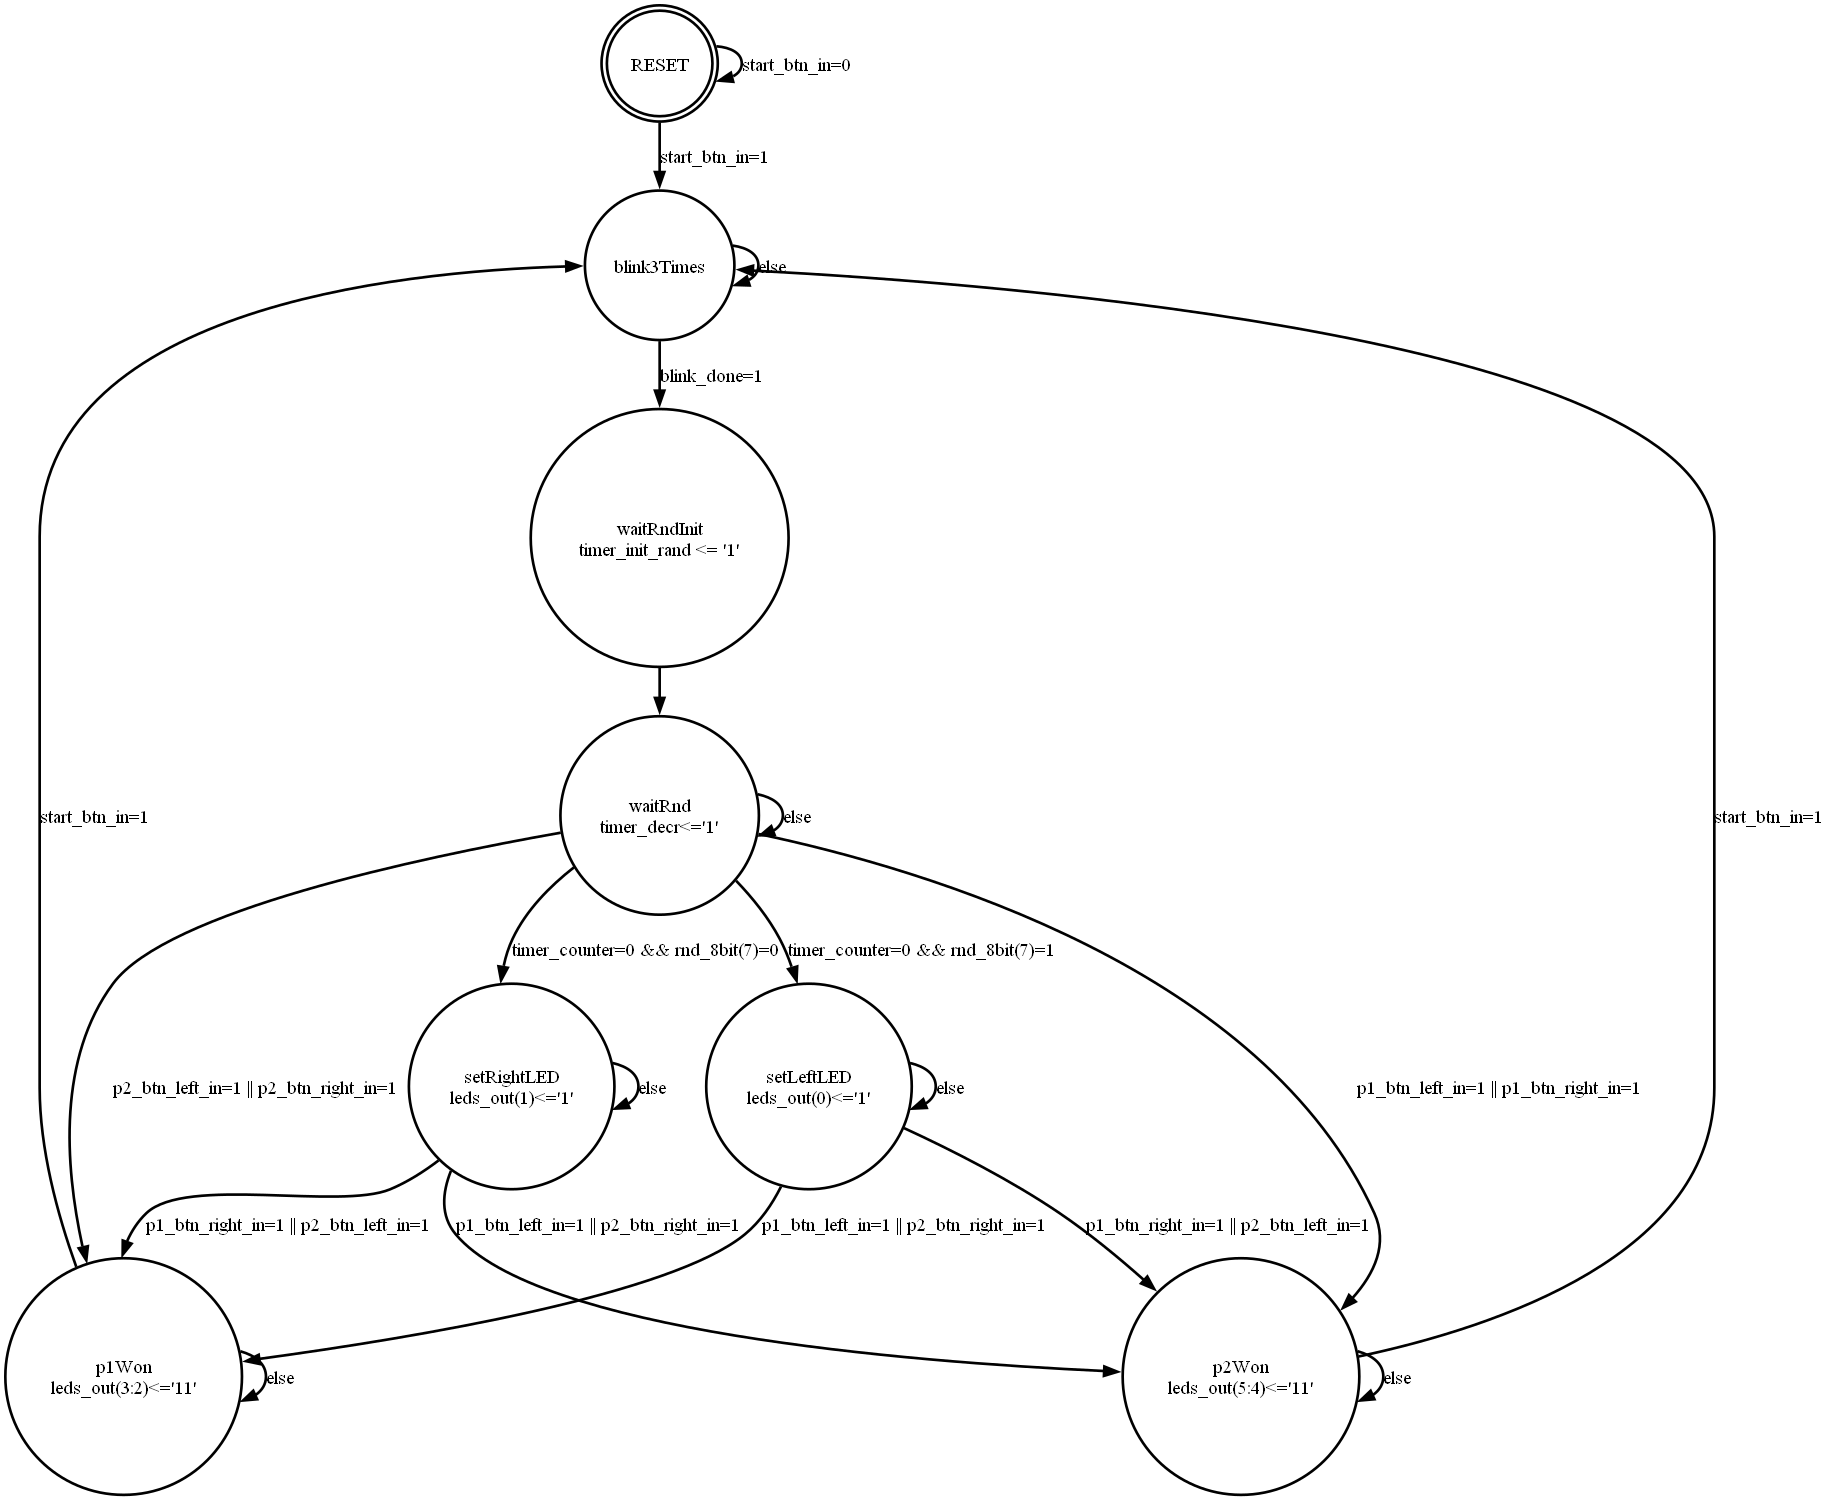 RESET
start_btn_in=0
start_btn_in=1
blink3Times
else
blink_done=1
waitRndInit
timer_init_rand <= '1'
waitRnd
timer_decr<='1'
else
start_btn_in=1
start_btn_in=1
timer_counter=0 && rnd_8bit(7)=0
timer_counter=0 && rnd_8bit(7)=1
p2_btn_left_in=1 || p2_btn_right_in=1
setRightLED
leds_out(1)<='1'
else
setLeftLED
leds_out(0)<='1'
else
p1_btn_left_in=1 || p1_btn_right_in=1
p1_btn_right_in=1 || p2_btn_left_in=1
p1_btn_left_in=1 || p2_btn_right_in=1
p1_btn_left_in=1 || p2_btn_right_in=1
p1_btn_right_in=1 || p2_btn_left_in=1
p1Won
leds_out(3:2)<='11'
else
p2Won
leds_out(5:4)<='11'
else